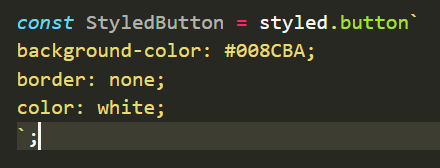 const StyledButton = styled.button`
background-color: #008CBA;
border: none;
color: white;
`;